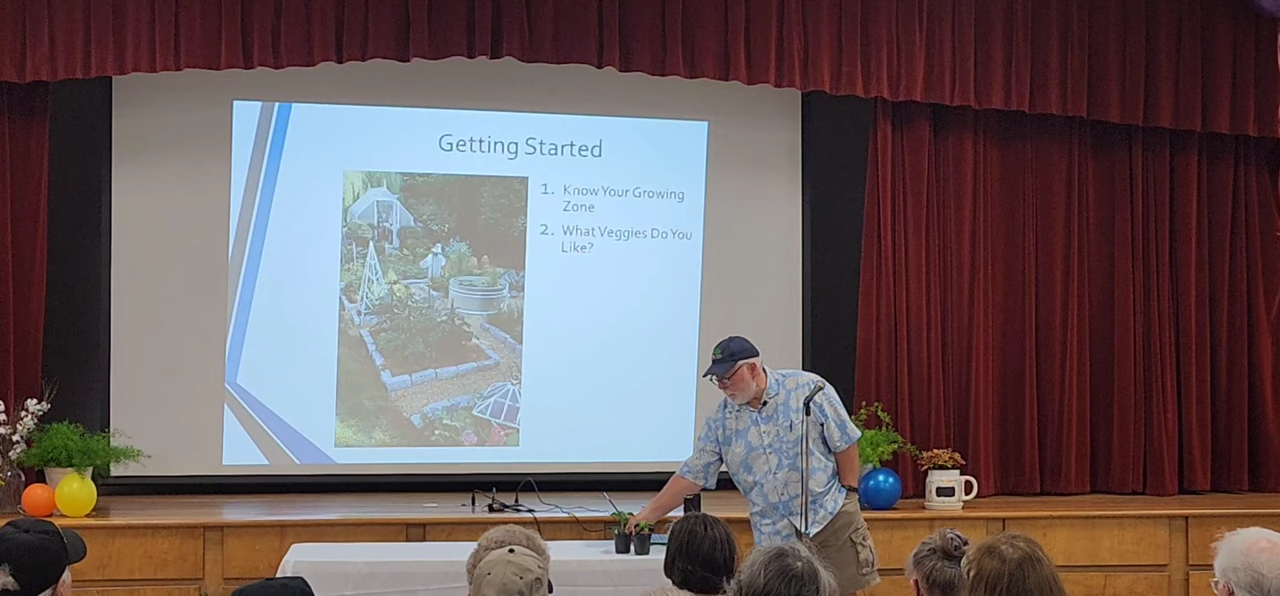 Getting Started
1. Know Your Growing
Zone
2. What Veggies Do You
Like?